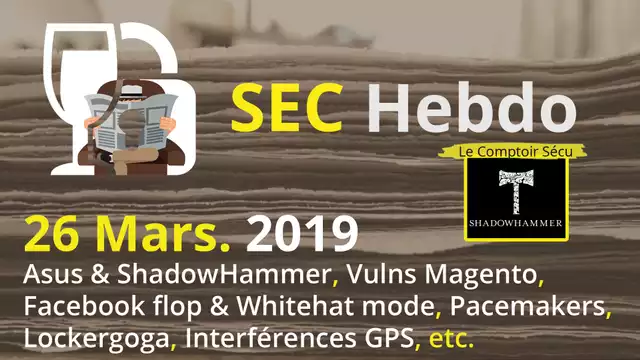 SEC Hebdo
Le Comptoir Sécu
SHADOWHAMMER
26 Mars. 2019
Asus & ShadowHammer, Vulns Magento,
Facebook flop & Whitehat mode, Pacemakers,
Lockergoga, Interférences GPS, etc.